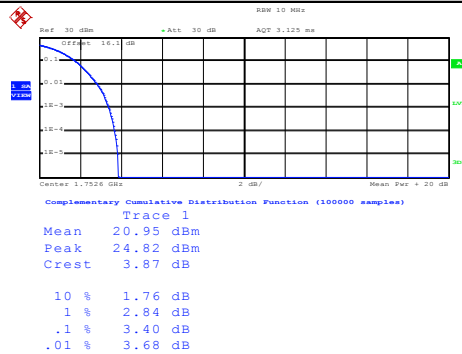 RBW 10 MHz
Ref 30 dBm Att 30 dB AQT 3.125 ms
Offset 16.1 dB
0.1
0.01
1E-3
1E-4
1E-5
1 SA
VIEW
A
LVL
3DB
Center 1.7526 GHz 2 dB/ Mean Pwr + 20 dB
Complementary Cumulative Distribution Function (100000 samples)
Trace 1
Mean 20.95 dBm
Peak 24.82 dBm
Crest 3.87 dB
10 % 1.76 dB
1 % 2.84 dB
.1 % 3.40 dB
.01 % 3.68 dB